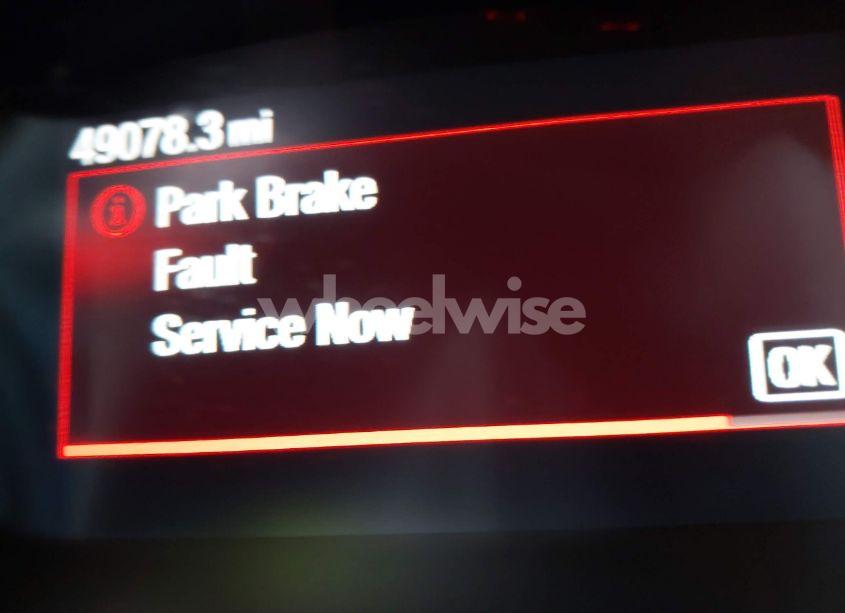 49078.3 mi
Park Brake
Fault
Service Now
wheelwise
OK